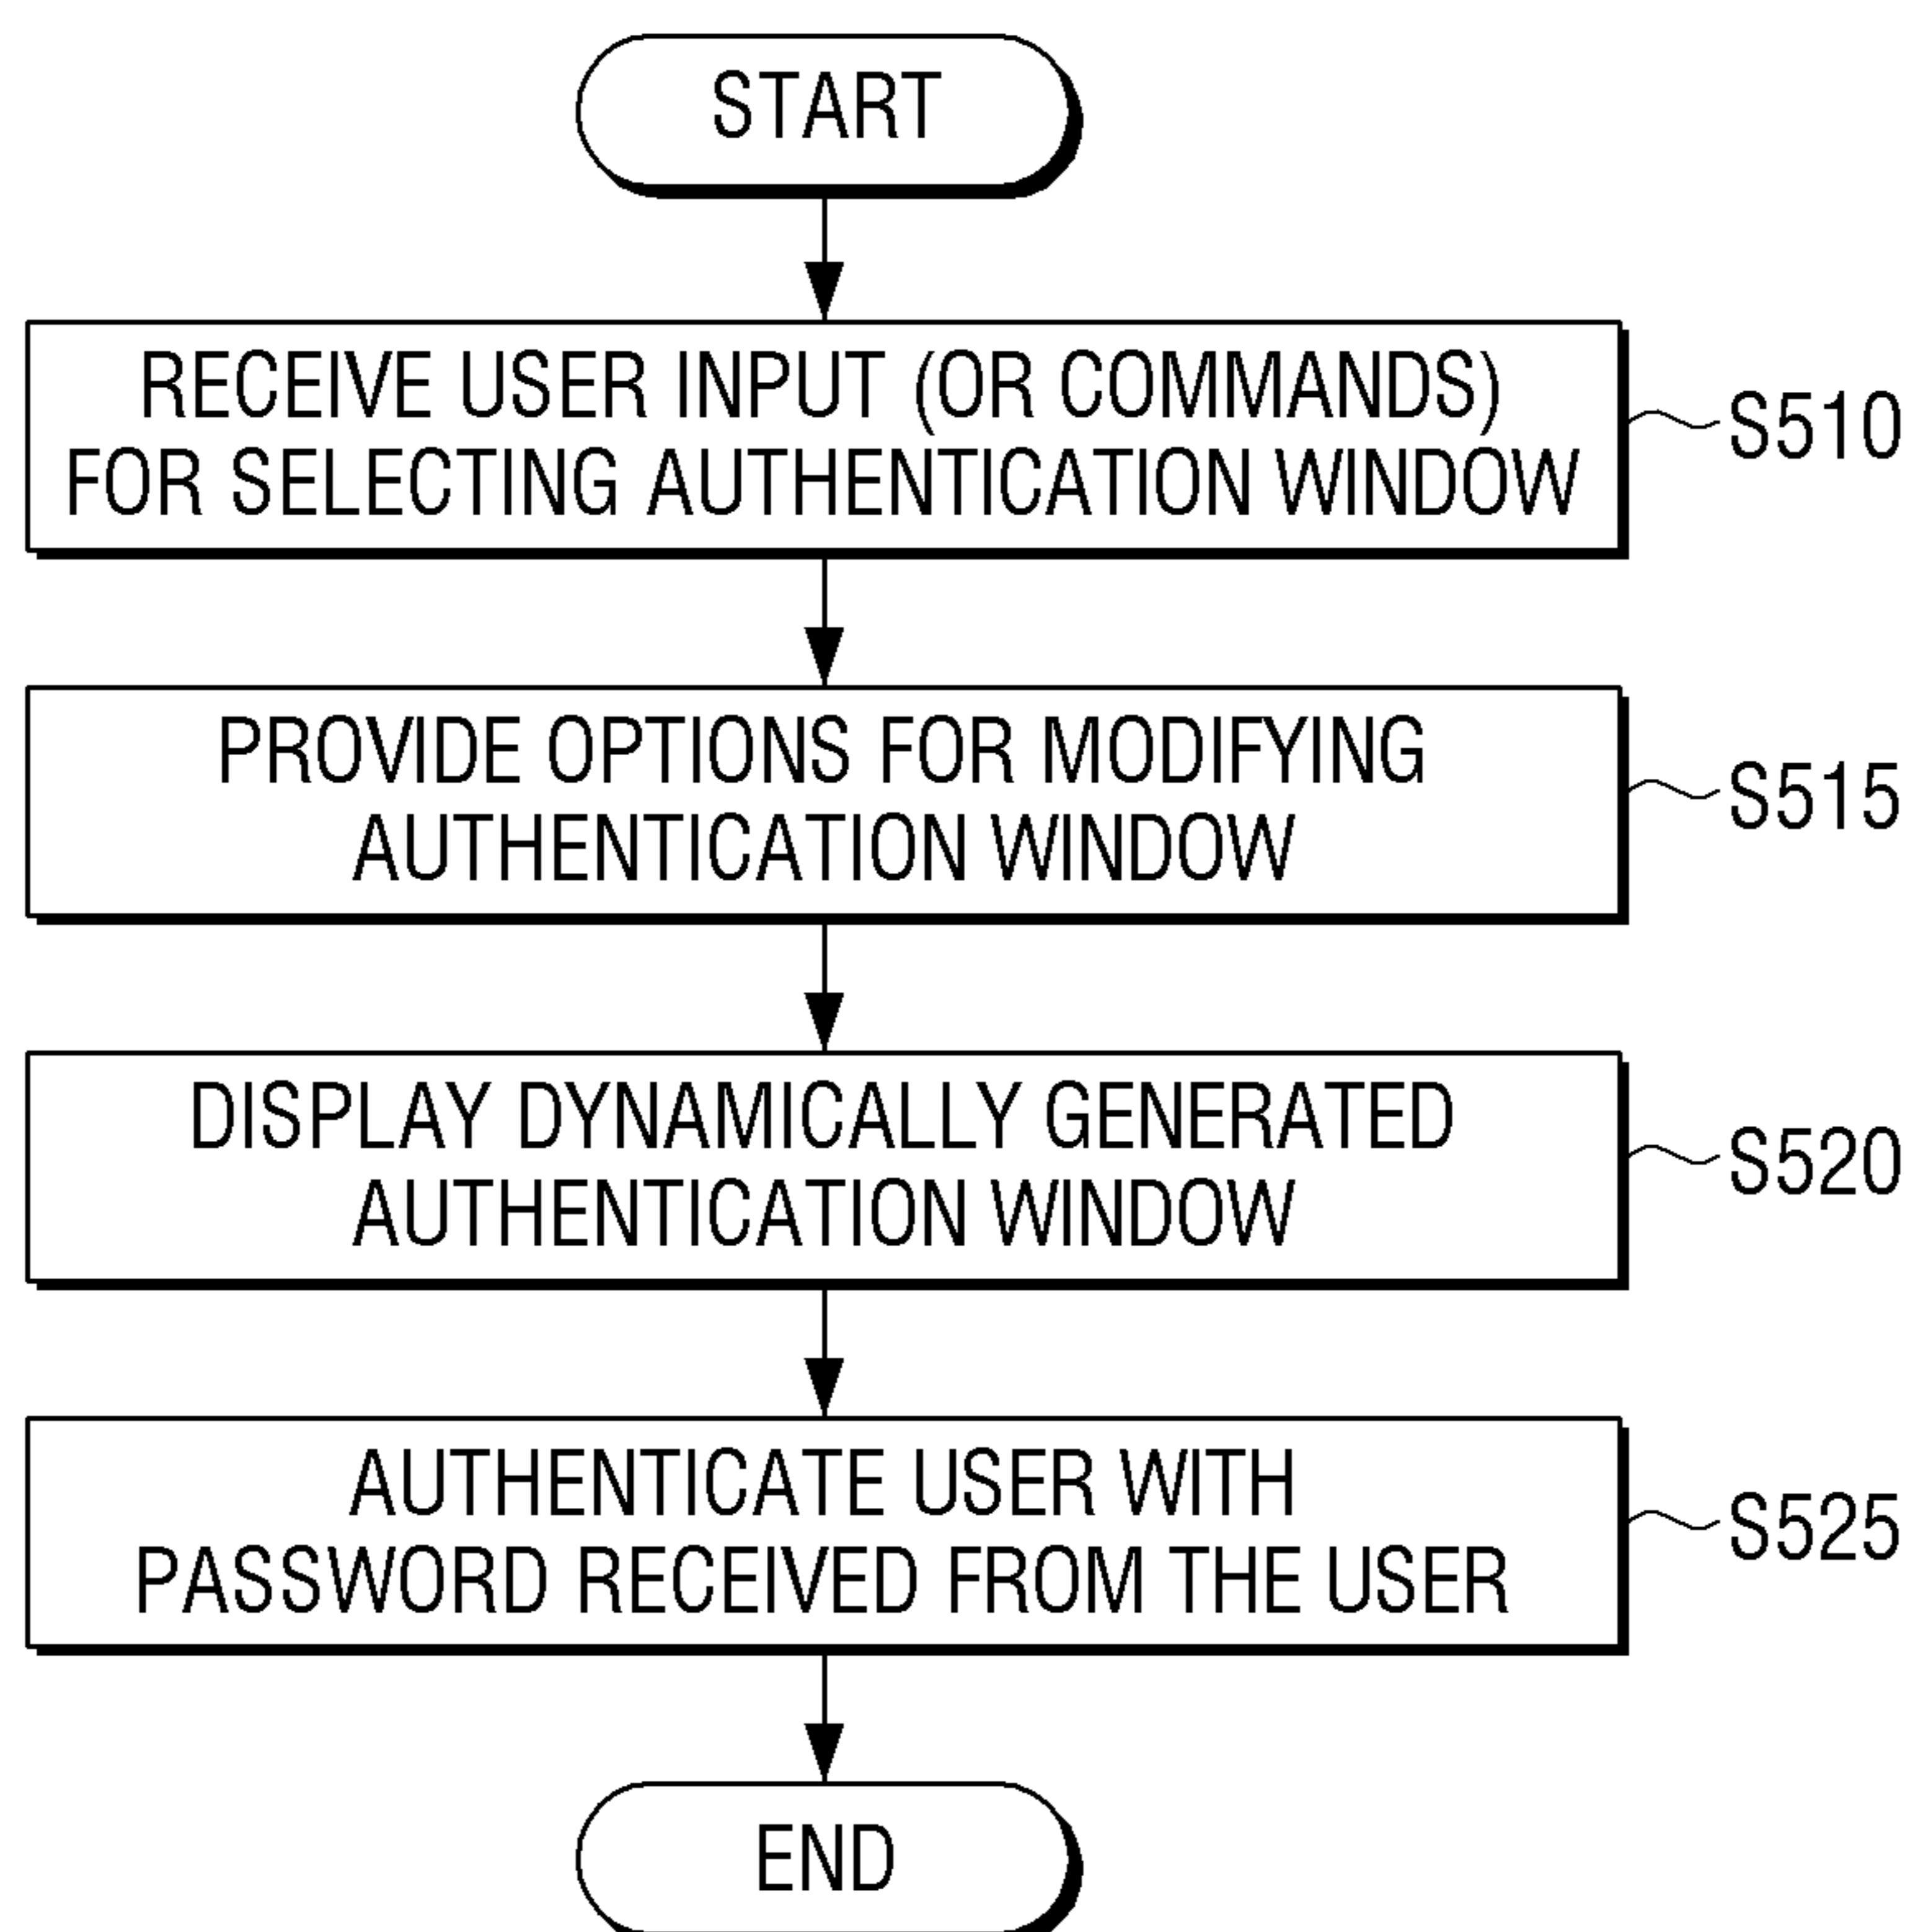 START
RECEIVE USER INPUT (OR COMMANDS)
FOR SELECTING AUTHENTICATION WINDOW
S510
PROVIDE OPTIONS FOR MODIFYING
AUTHENTICATION WINDOW
S515
DISPLAY DYNAMICALLY GENERATED
AUTHENTICATION WINDOW
S520
AUTHENTICATE USER WITH
PASSWORD RECEIVED FROM THE USER
S525
END